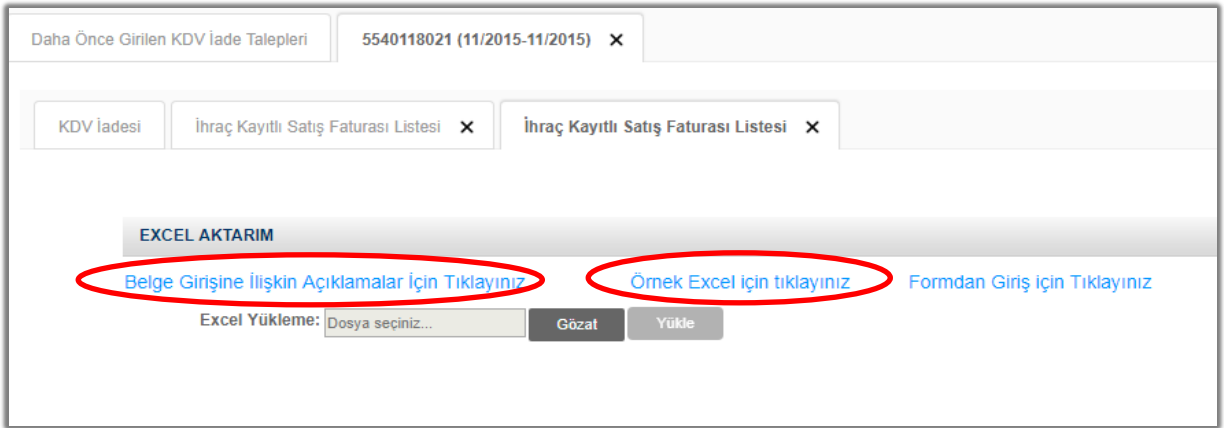 Daha Önce Girilen KDV İade Talepleri 5540118021 (11/2015-11/2015) ×
KDV İadesi İhraç Kayıtlı Satış Faturası Listesi × İhraç Kayıtlı Satış Faturası Listesi ×
EXCEL AKTARIM
Belge Girişine İlişkin Açıklamalar İçin Tıklayınız Örnek Excel için tıklayınız Formdan Giriş için Tıklayınız
Excel Yükleme: Dosya seçiniz... Gözat Yükle